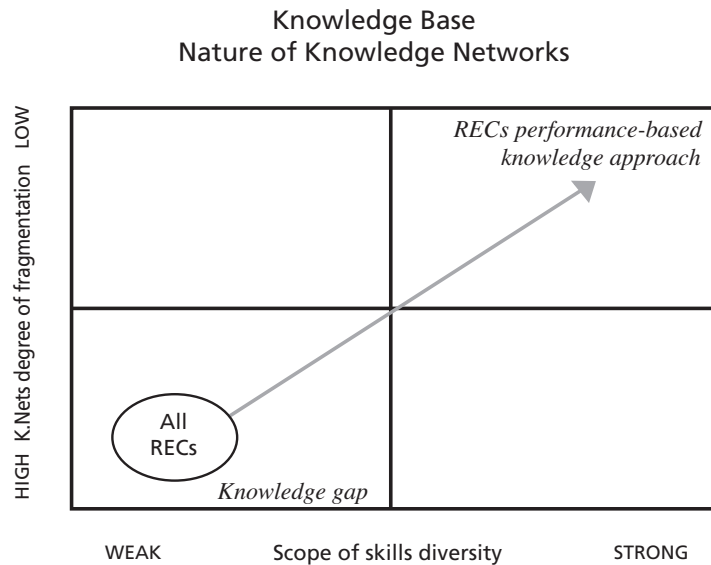 Knowledge Base
Nature of Knowledge Networks
HIGH K.Nets degree of fragmentation LOW
RECs performance-based
knowledge approach
All
RECs
Knowledge gap
WEAK Scope of skills diversity STRONG